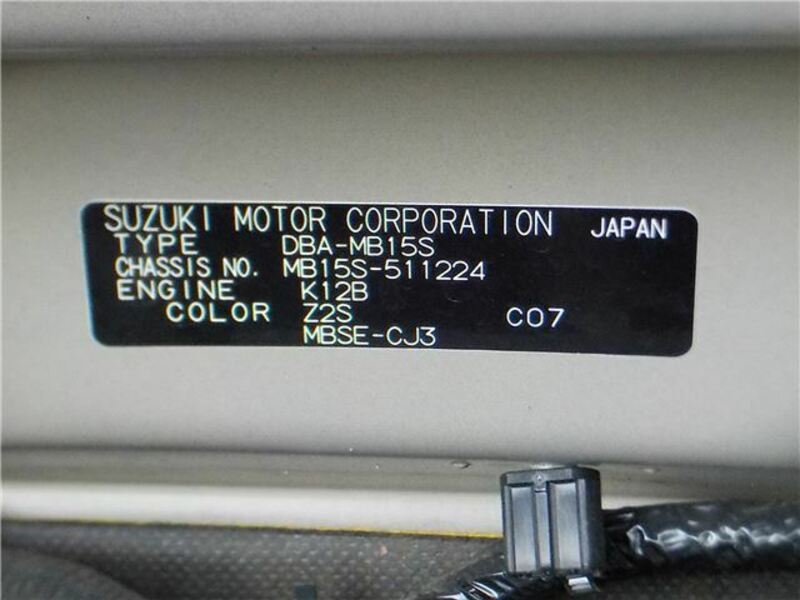 SUZUKI MOTOR CORPORATION JAPAN
TYPE DBA-MB15S
CHASSIS NO. MB15S-511224
ENGINE K12B
COLOR Z2S C07
MBSE-CJ3